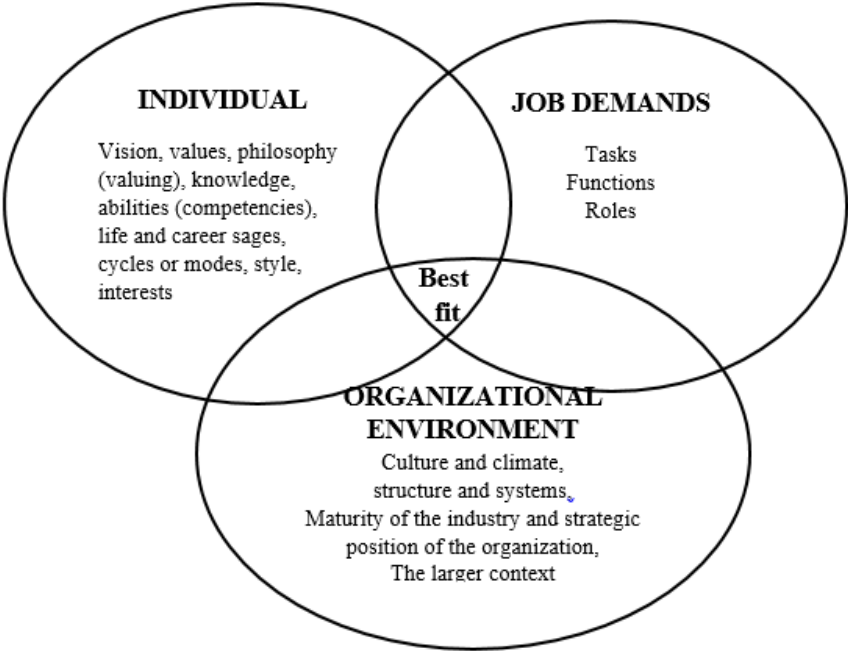 INDIVIDUAL
Vision, values, philosophy
(valuing), knowledge,
abilities (competencies),
life and career sages,
cycles or modes, style,
interests
JOB DEMANDS
Tasks
Functions
Roles
Best
fit
ORGANIZATIONAL
ENVIRONMENT
Culture and climate,
structure and systems,
Maturity of the industry and strategic
position of the organization,
The larger context